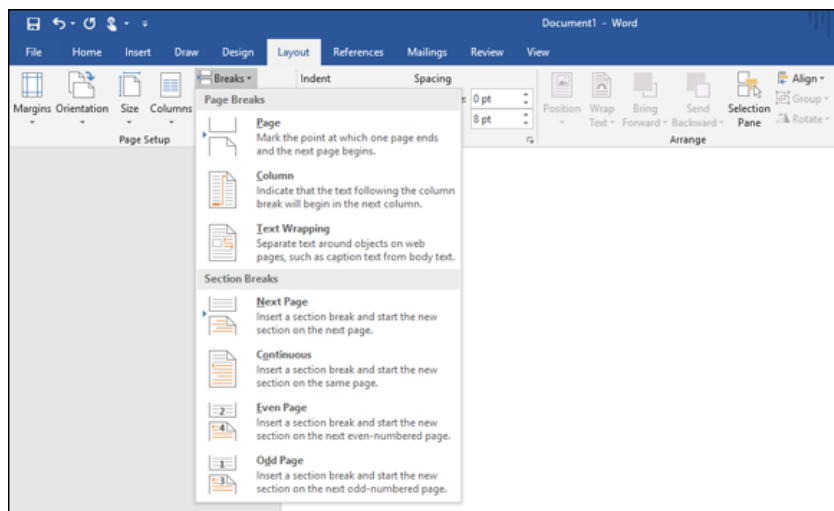 Document1 - Word
File Home Insert Draw Design Layout References Mailings Review View
Breaks Indent Spacing Align
0 pt Group
Margins Orientation Size Columns 8 pt Position Wrap Text Bring Forward Send Backward Selection Pane Rotate
Page Setup Arrange
Page Breaks
Page
Mark the point at which one page ends
and the next page begins.
Column
Indicate that the text following the column
break will begin in the next column.
Text Wrapping
Separate text around objects on web
pages, such as caption text from body text.
Section Breaks
Next Page
Insert a section break and start the new
section on the next page.
Continuous
Insert a section break and start the new
section on the same page.
Even Page
2
4
Insert a section break and start the new
section on the next even-numbered page.
Odd Page
1
3
Insert a section break and start the new
section on the next odd-numbered page.